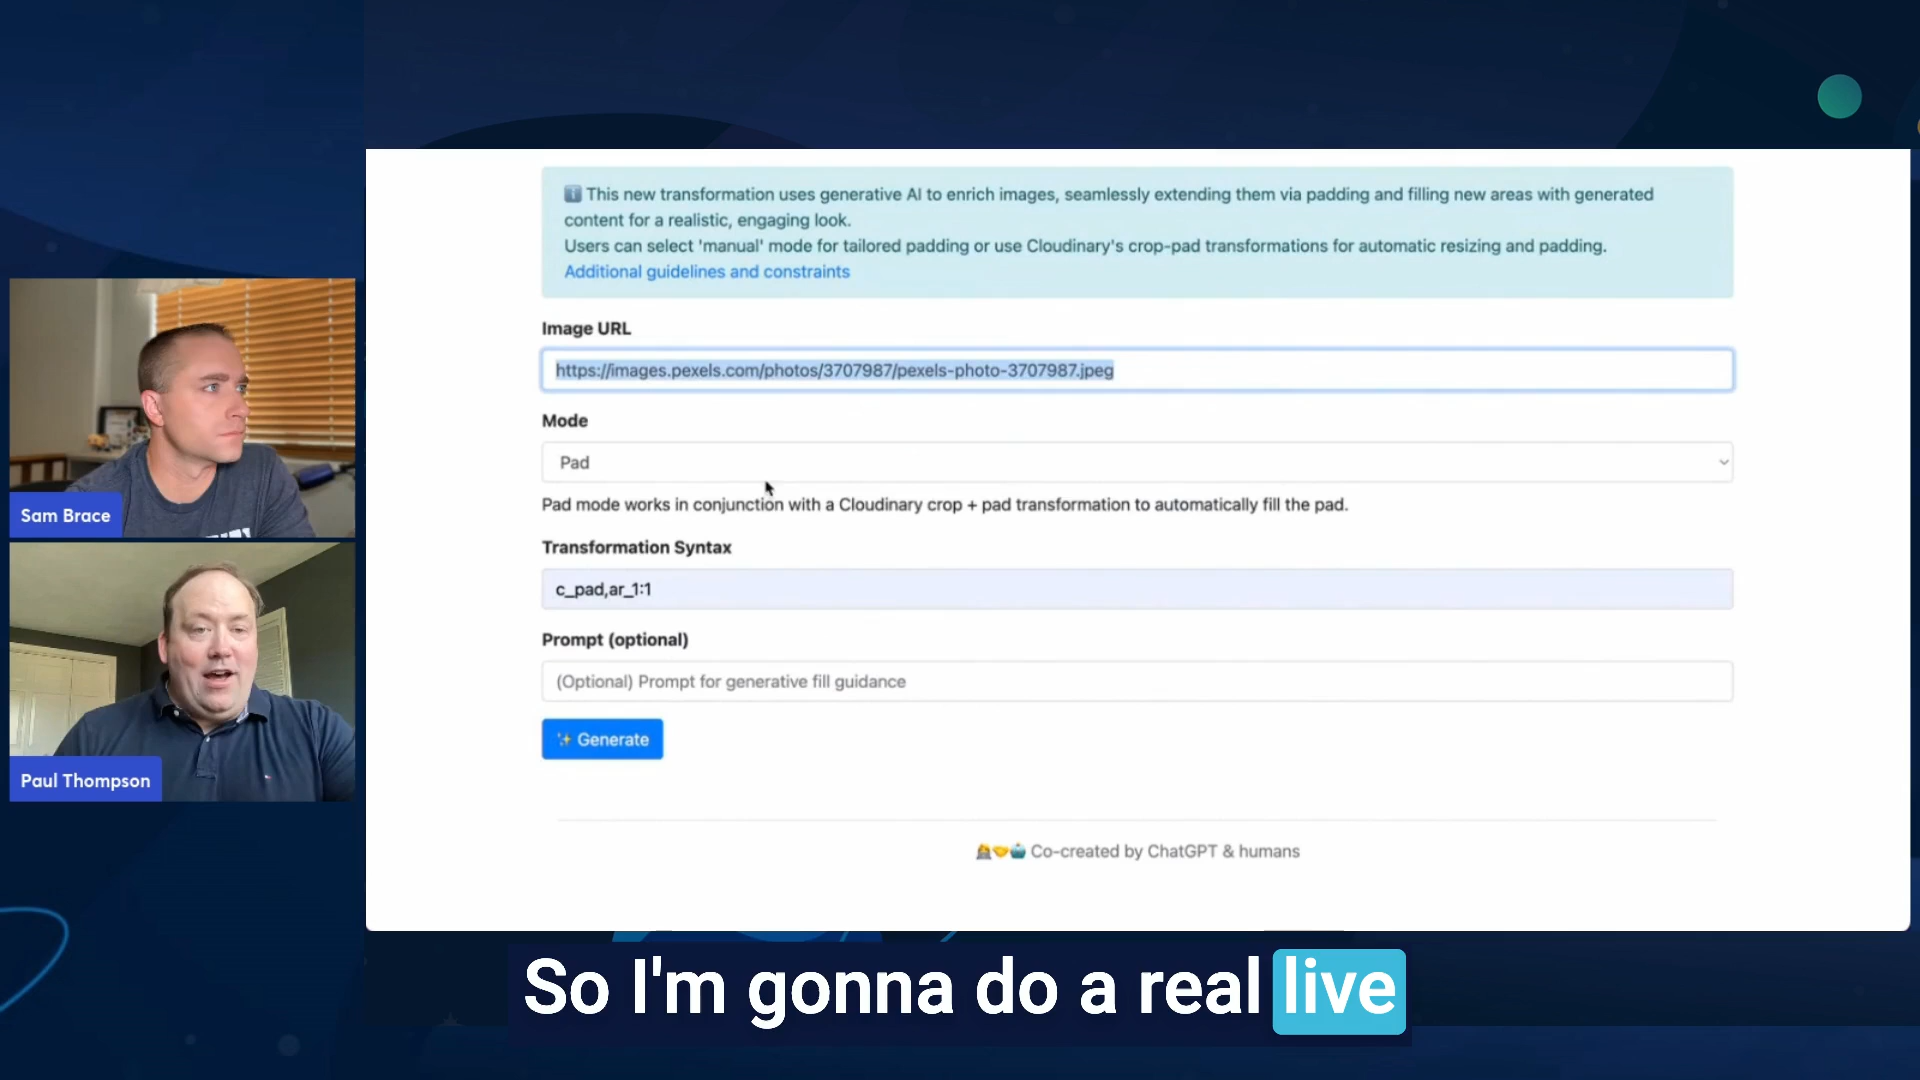 ℹ️ This new transformation uses generative AI to enrich images, seamlessly extending them via padding and filling new areas with generated
content for a realistic, engaging look.
Users can select 'manual' mode for tailored padding or use Cloudinary's crop-pad transformations for automatic resizing and padding.
Additional guidelines and constraints
Image URL
https://images.pexels.com/photos/3707987/pexels-photo-3707987.jpeg
Mode
Pad
Pad mode works in conjunction with a Cloudinary crop + pad transformation to automatically fill the pad.
Transformation Syntax
c_pad,ar_1:1
Prompt (optional)
(Optional) Prompt for generative fill guidance
✨ Generate
Co-created by ChatGPT & humans
Sam Brace
Paul Thompson
So I'm gonna do a real live